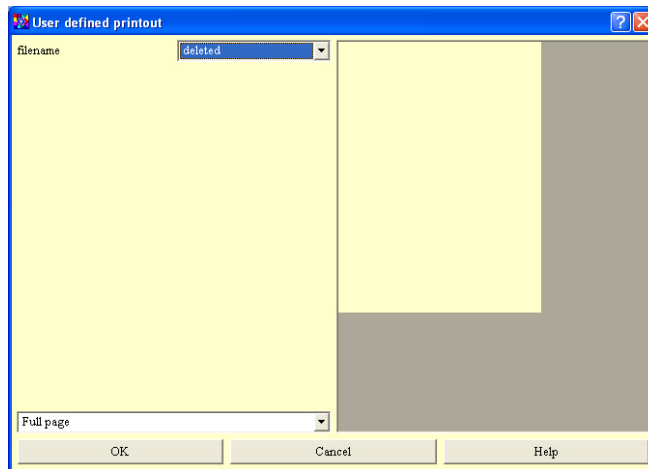 User defined printout
filename deleted
Full page
OK Cancel Help